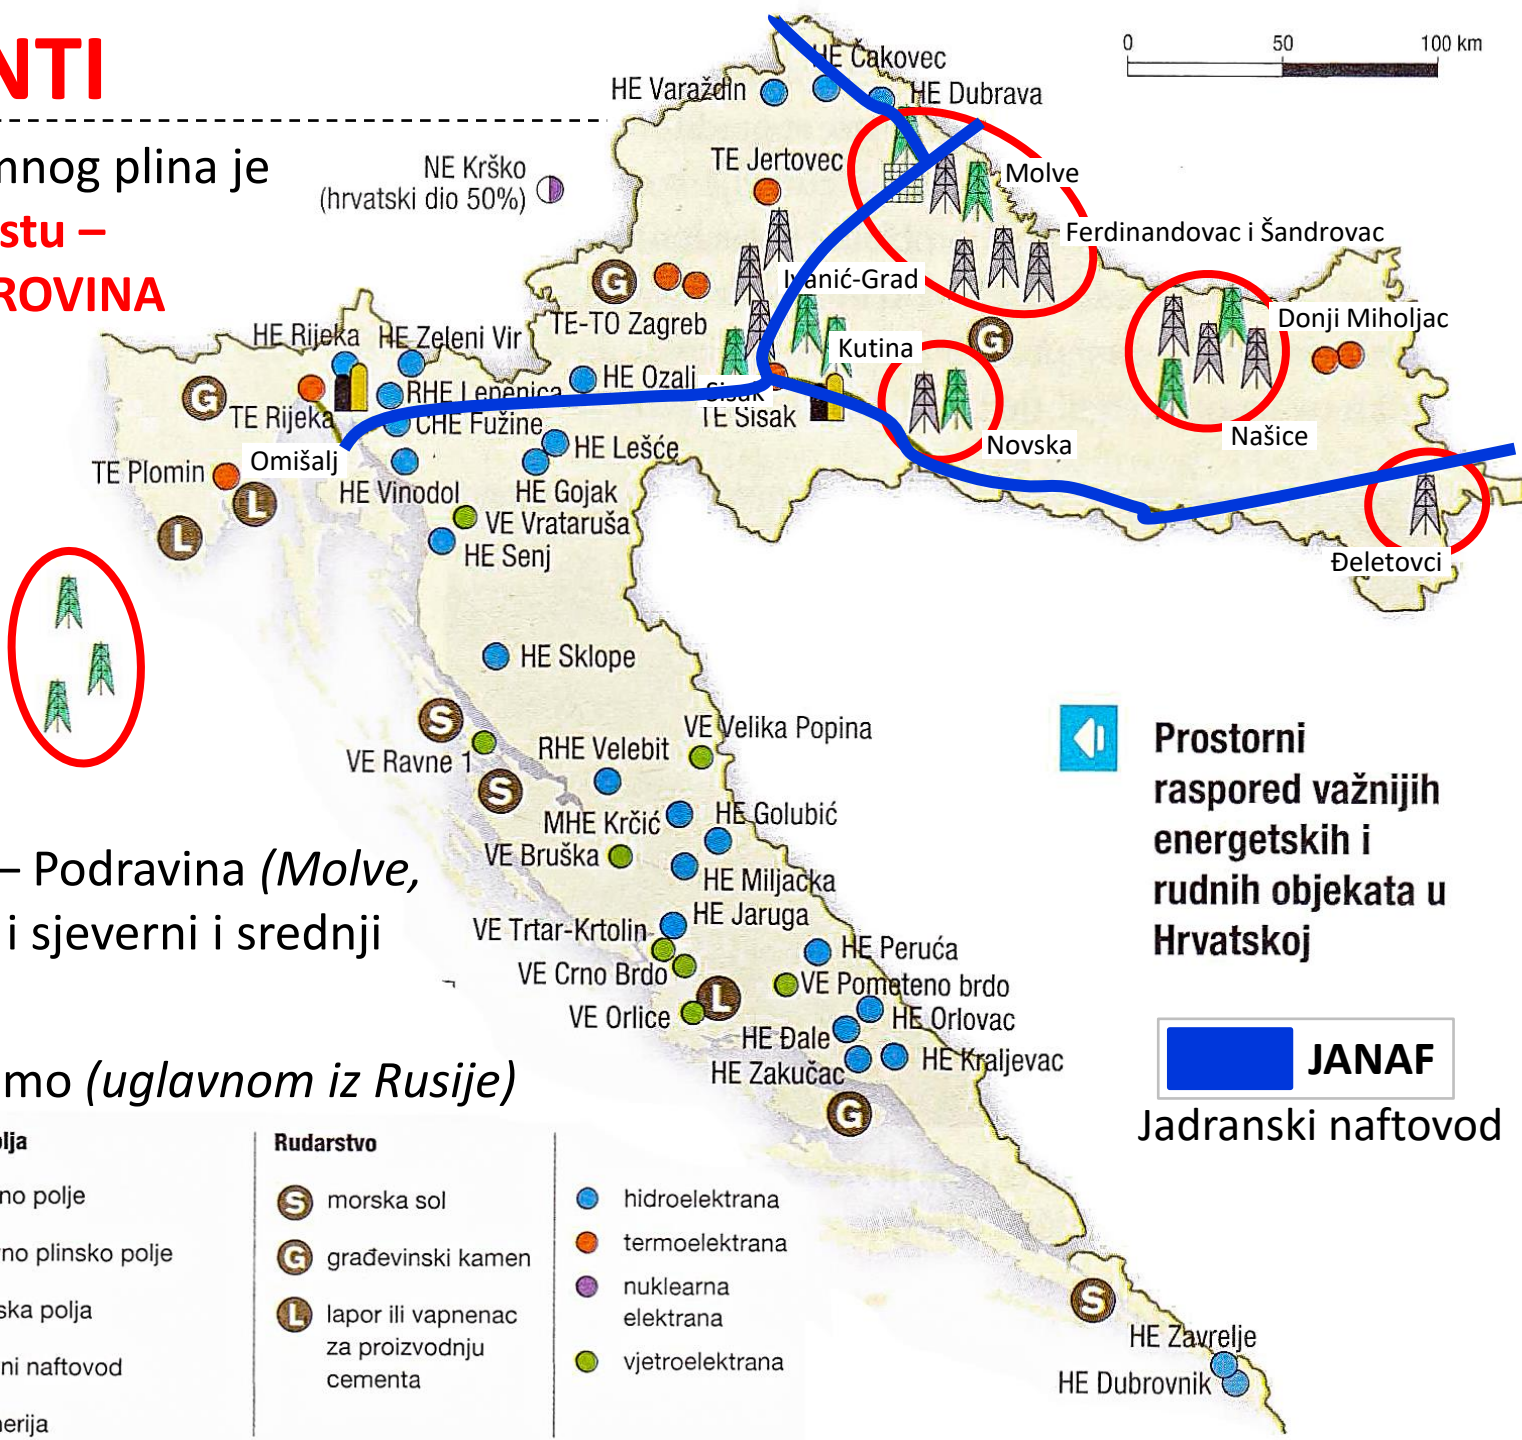 NTI
mnog plina je
stu –
ROVINA
0 50 100 km
HE Čakovec
HE Varaždin
HE Dubrava
NE Krško
(hrvatski dio 50%)
TE Jertovec
Molve
Ferdinandovac i Šandrovac
Ivanić-Grad
G
TE-TO Zagreb
Donji Miholjac
HE Rijeka
HE Zeleni Vir
Kutina
G
HE Ozalj
RHE Lepenica
G
TE Rijeka
Sisak
TE Sisak
CHE Fužine
Našice
Novska
HE Lešće
Omišalj
TE Plomin
HE Vinodol
HE Gojak
L
VE Vrataruša
L
HE Senj
Đeletovci
HE Sklope
S
VE Velika Popina
VE Ravne 1
RHE Velebit
S
MHE Krčić
HE Golubić
VE Bruška
HE Miljacka
HE Jaruga
VE Trtar-Krtolin
HE Peruća
VE Crno Brdo
VE Pometeno brdo
L
VE Orlice
HE Orlovac
HE Đale
HE Zakučac
HE Kraljevac
G
S
HE Zavrelje
HE Dubrovnik
Prostorni
raspored važnijih
energetskih i
rudnih objekata u
Hrvatskoj
JANAF
Jadranski naftovod
– Podravina (Molve,
i sjeverni i srednji
mo (uglavnom iz Rusije)
lja
no polje
no plinsko polje
ska polja
ni naftovod
nerija
Rudarstvo
S morska sol
G građevinski kamen
L lapor ili vapnenac
za proizvodnju
cementa
hidroelektrana
termoelektrana
nuklearna
elektrana
vjetroelektrana